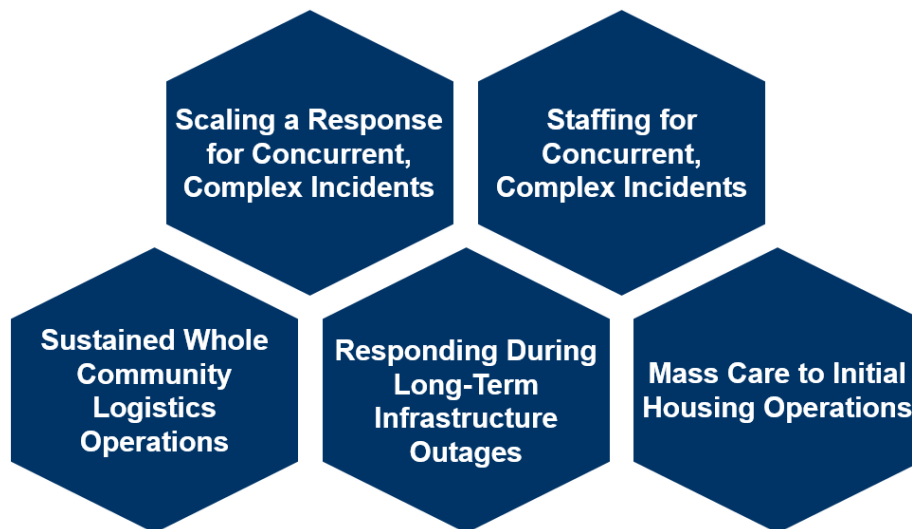 Scaling a Response
for Concurrent,
Complex Incidents
Staffing for
Concurrent,
Complex Incidents
Sustained Whole
Community
Logistics
Operations
Responding During
Long-Term
Infrastructure
Outages
Mass Care to Initial
Housing Operations